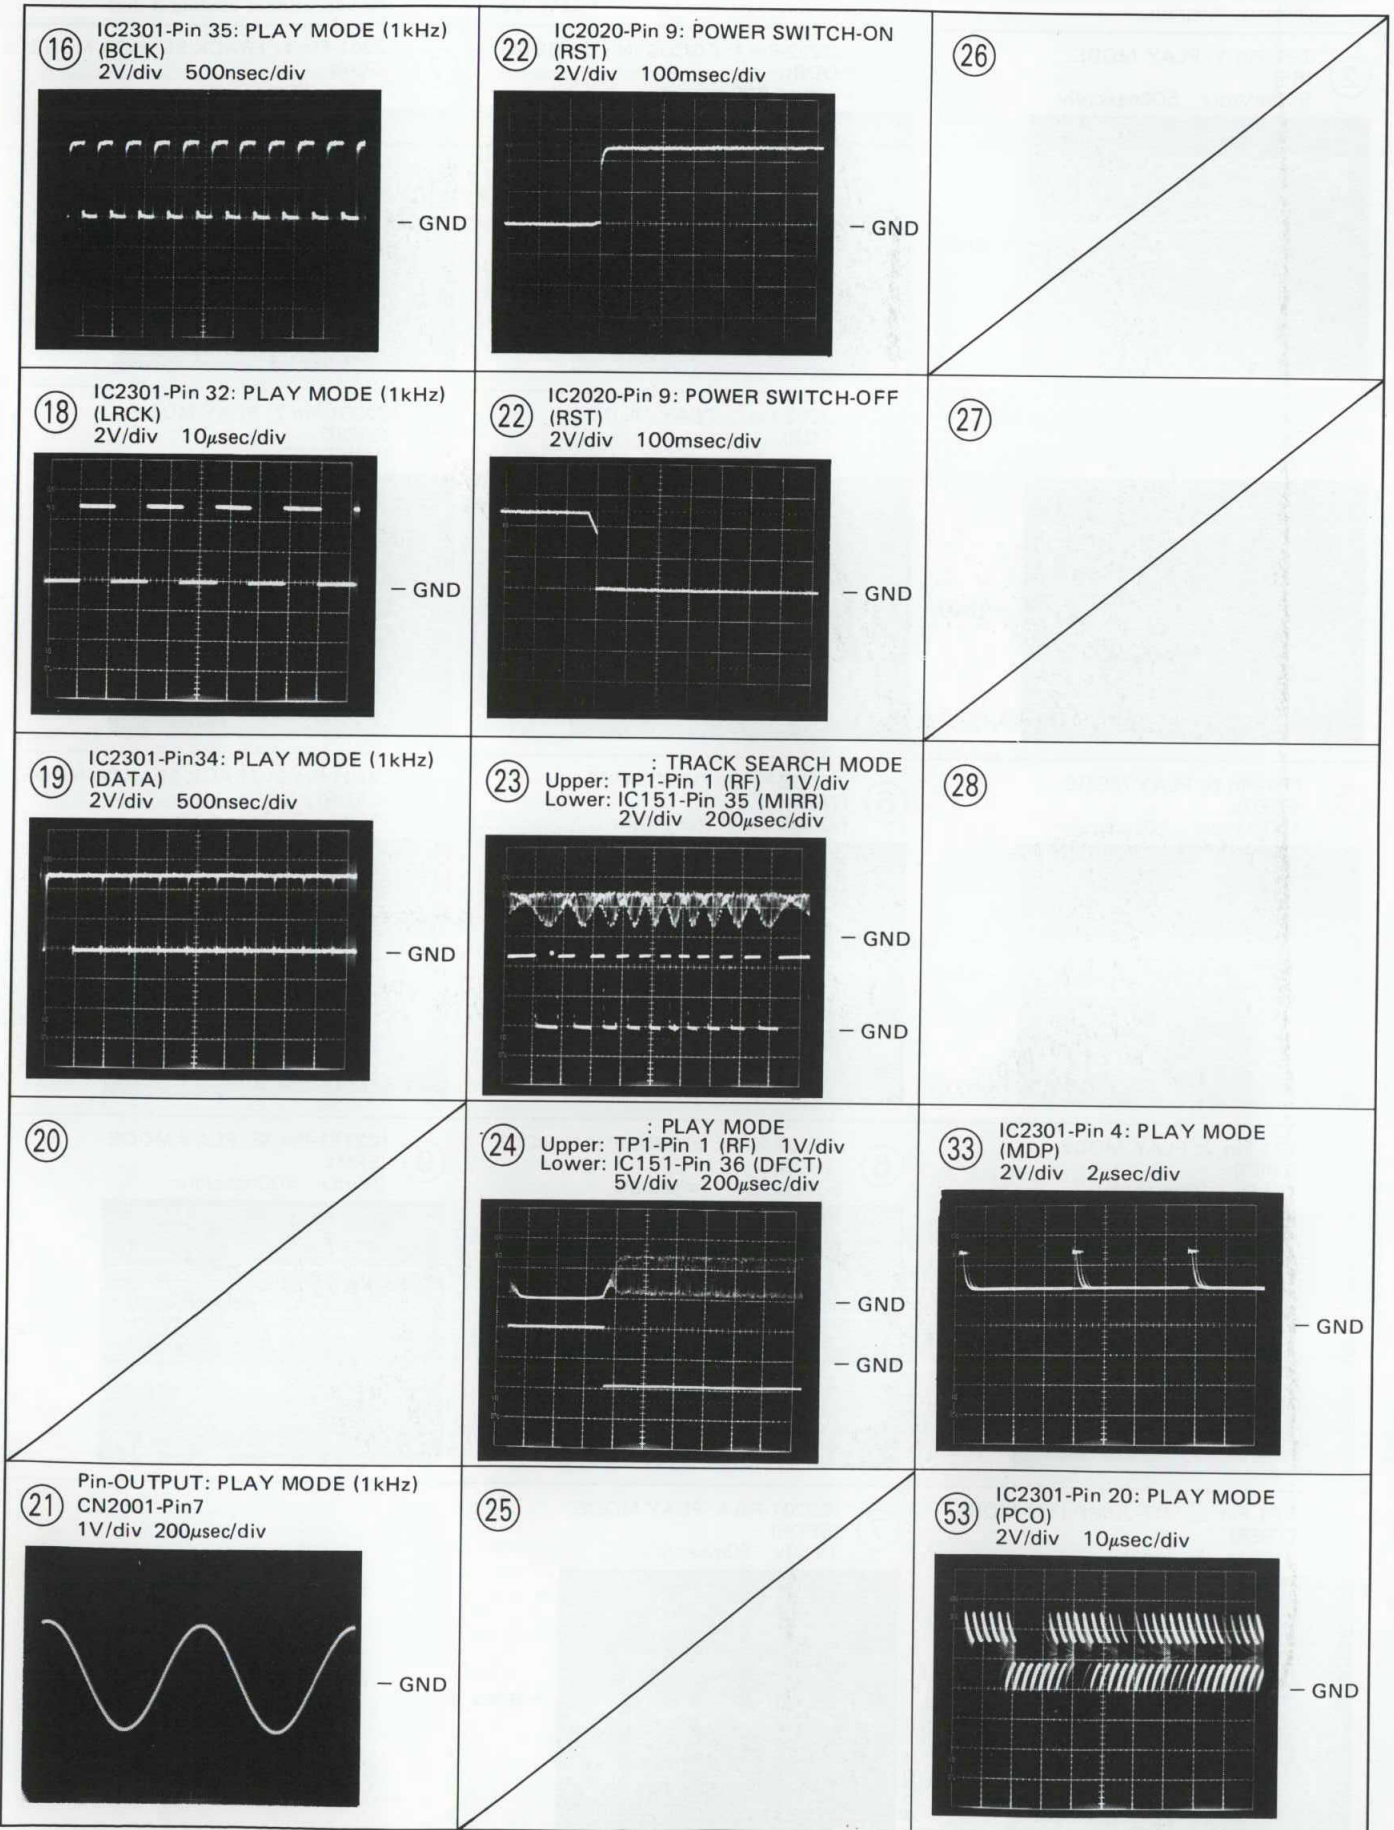 16
IC2301-Pin 35: PLAY MODE (1kHz)
(BCLK)
2V/div 500nsec/div
– GND
22
IC2020-Pin 9: POWER SWITCH-ON
(RST)
2V/div 100msec/div
– GND
26
18
IC2301-Pin 32: PLAY MODE (1kHz)
(LRCK)
2V/div 10μsec/div
– GND
22
IC2020-Pin 9: POWER SWITCH-OFF
(RST)
2V/div 100msec/div
– GND
27
19
IC2301-Pin34: PLAY MODE (1kHz)
(DATA)
2V/div 500nsec/div
– GND
23
: TRACK SEARCH MODE
Upper: TP1-Pin 1 (RF) 1V/div
Lower: IC151-Pin 35 (MIRR)
2V/div 200μsec/div
– GND
– GND
28
20
24
: PLAY MODE
Upper: TP1-Pin 1 (RF) 1V/div
Lower: IC151-Pin 36 (DFCT)
5V/div 200μsec/div
– GND
– GND
33
IC2301-Pin 4: PLAY MODE
(MDP)
2V/div 2μsec/div
– GND
21
Pin-OUTPUT: PLAY MODE (1kHz)
CN2001-Pin7
1V/div 200μsec/div
– GND
25
53
IC2301-Pin 20: PLAY MODE
(PCO)
2V/div 10μsec/div
– GND